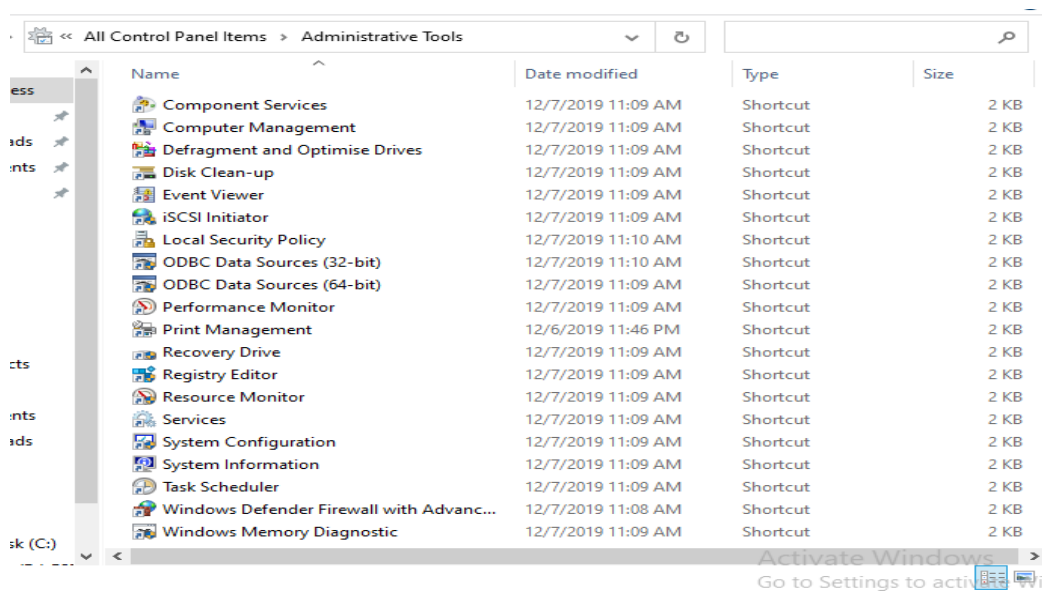 « All Control Panel Items > Administrative Tools
Name Date modified Type Size
ess
Component Services 12/7/2019 11:09 AM Shortcut 2 KB
Computer Management 12/7/2019 11:09 AM Shortcut 2 KB
ads Defragment and Optimise Drives 12/7/2019 11:09 AM Shortcut 2 KB
ents Disk Clean-up 12/7/2019 11:09 AM Shortcut 2 KB
Event Viewer 12/7/2019 11:09 AM Shortcut 2 KB
iSCSI Initiator 12/7/2019 11:09 AM Shortcut 2 KB
Local Security Policy 12/7/2019 11:10 AM Shortcut 2 KB
ODBC Data Sources (32-bit) 12/7/2019 11:10 AM Shortcut 2 KB
ODBC Data Sources (64-bit) 12/7/2019 11:09 AM Shortcut 2 KB
Performance Monitor 12/7/2019 11:09 AM Shortcut 2 KB
Print Management 12/6/2019 11:46 PM Shortcut 2 KB
Recovery Drive 12/7/2019 11:09 AM Shortcut 2 KB
cts
Registry Editor 12/7/2019 11:09 AM Shortcut 2 KB
Resource Monitor 12/7/2019 11:09 AM Shortcut 2 KB
ents Services 12/7/2019 11:09 AM Shortcut 2 KB
ads System Configuration 12/7/2019 11:09 AM Shortcut 2 KB
System Information 12/7/2019 11:09 AM Shortcut 2 KB
Task Scheduler 12/7/2019 11:09 AM Shortcut 2 KB
Windows Defender Firewall with Advanc... 12/7/2019 11:08 AM Shortcut 2 KB
Windows Memory Diagnostic 12/7/2019 11:09 AM Shortcut 2 KB
sk (C:)
Activate Windows
Go to Settings to activate Wi